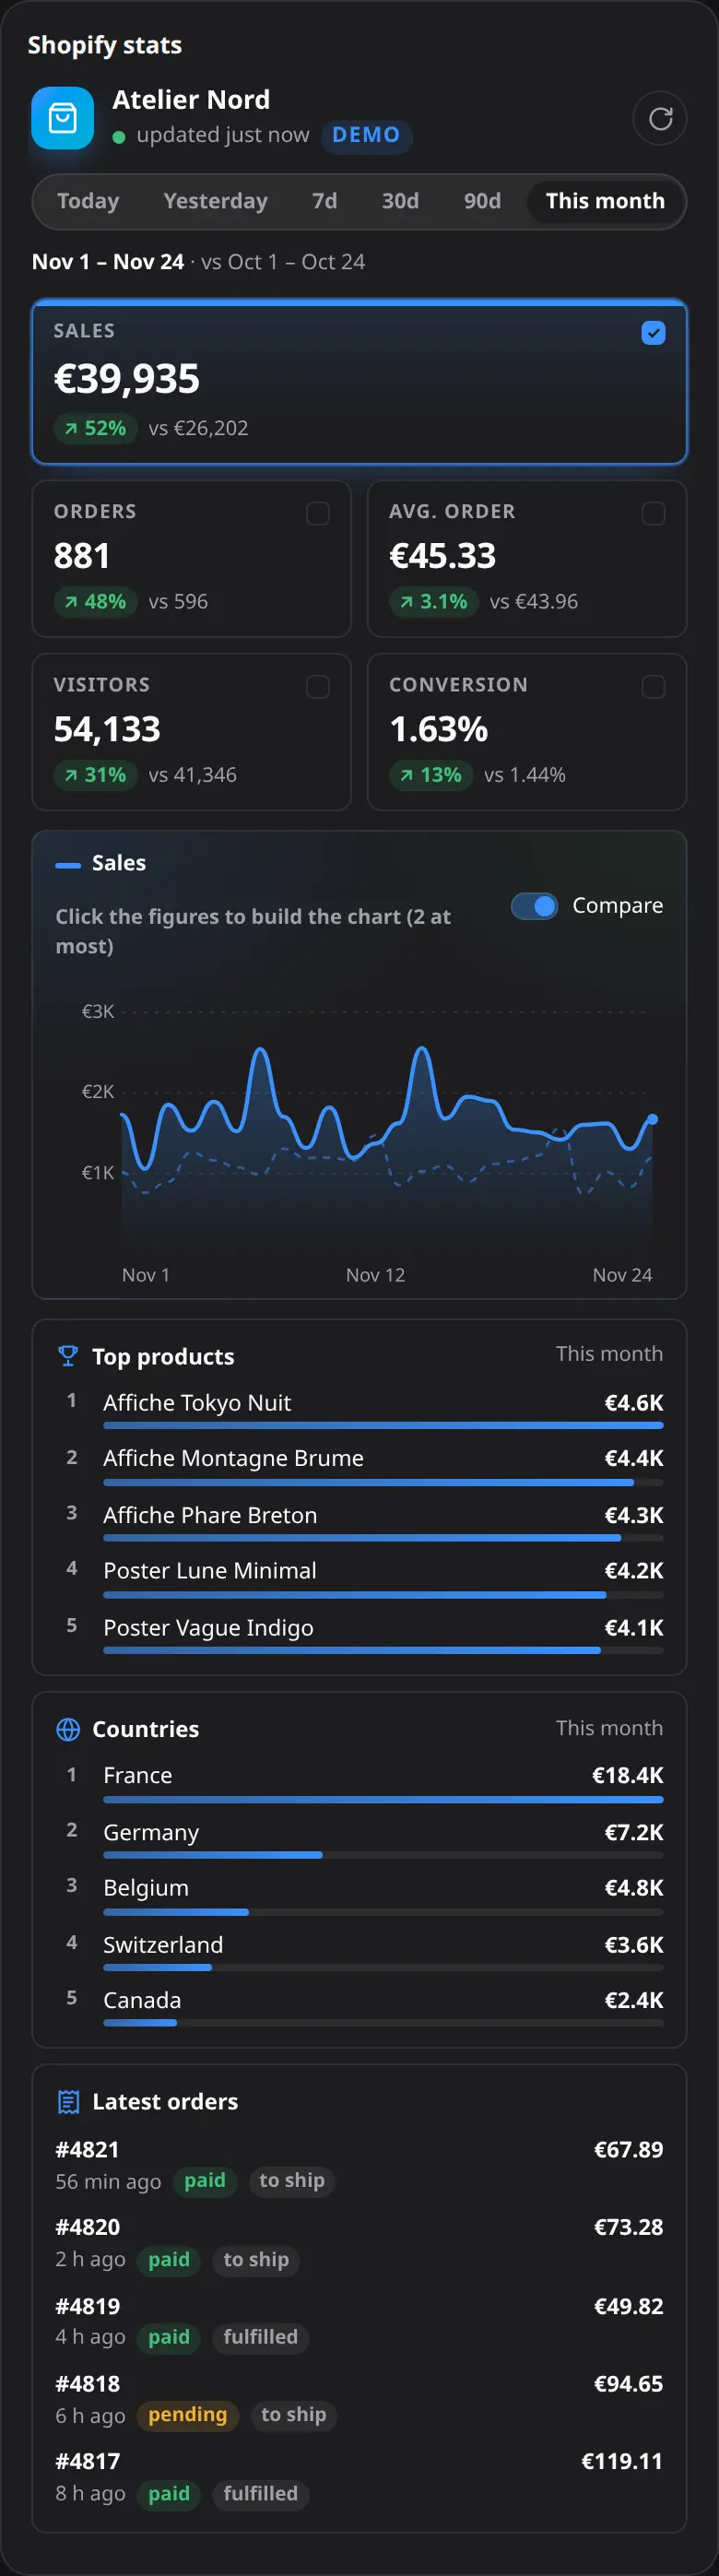 Shopify stats
Atelier Nord
updated just now DEMO
Today Yesterday 7d 30d 90d This month
Nov 1 – Nov 24 · vs Oct 1 – Oct 24
SALES
€39,935
52% vs €26,202
ORDERS
881
48% vs 596
AVG. ORDER
€45.33
3.1% vs €43.96
VISITORS
54,133
31% vs 41,346
CONVERSION
1.63%
13% vs 1.44%
Sales
Click the figures to build the chart (2 at
most)
Compare
€3K
€2K
€1K
Nov 1 Nov 12 Nov 24
Top products This month
1 Affiche Tokyo Nuit €4.6K
2 Affiche Montagne Brume €4.4K
3 Affiche Phare Breton €4.3K
4 Poster Lune Minimal €4.2K
5 Poster Vague Indigo €4.1K
Countries This month
1 France €18.4K
2 Germany €7.2K
3 Belgium €4.8K
4 Switzerland €3.6K
5 Canada €2.4K
Latest orders
#4821 €67.89
56 min ago paid to ship
#4820 €73.28
2 h ago paid to ship
#4819 €49.82
4 h ago paid fulfilled
#4818 €94.65
6 h ago pending to ship
#4817 €119.11
8 h ago paid fulfilled